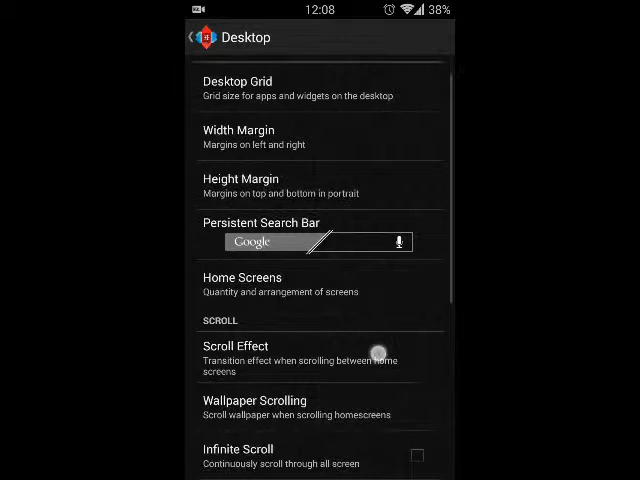 12:08
38%
Desktop
Desktop Grid
Grid size for apps and widgets on the desktop
Width Margin
Margins on left and right
Height Margin
Margins on top and bottom in portrait
Persistent Search Bar
Google
Home Screens
Quantity and arrangement of screens
SCROLL
Scroll Effect
Transition effect when scrolling between home
screens
Wallpaper Scrolling
Scroll wallpaper when scrolling homescreens
Infinite Scroll
Continuously scroll through all screen